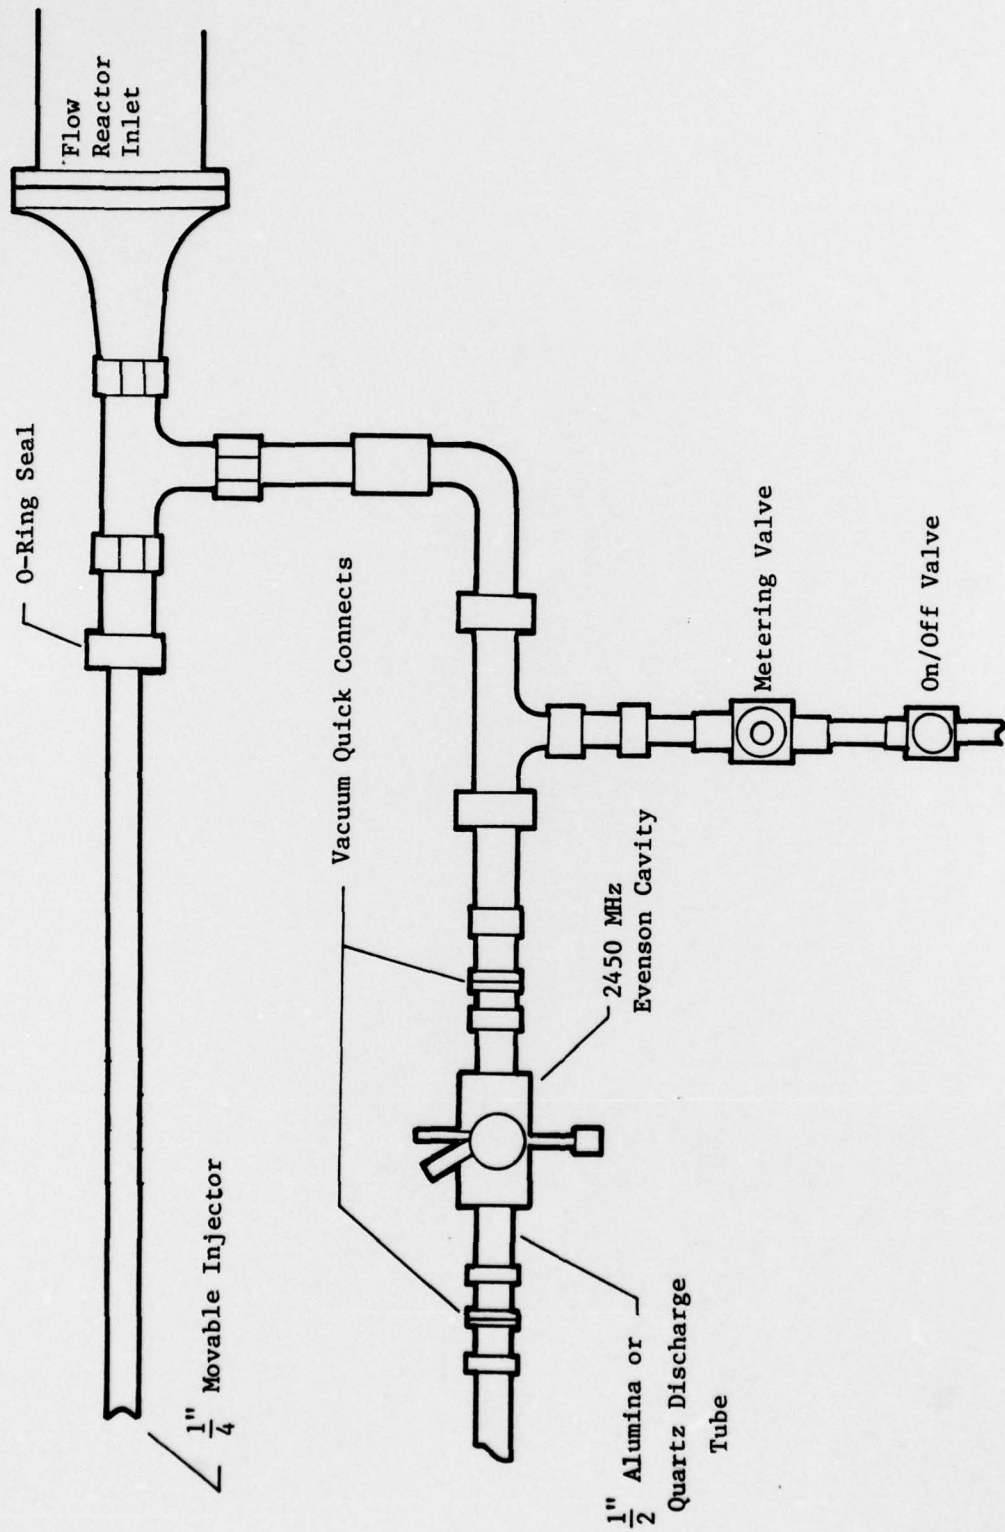 Flow
Reactor
Inlet
O-Ring Seal
1/4" Movable Injector
Vacuum Quick Connects
Metering Valve
On/Off Valve
2450 MHz
Evenson Cavity
1/2" Alumina or
Quartz Discharge
Tube